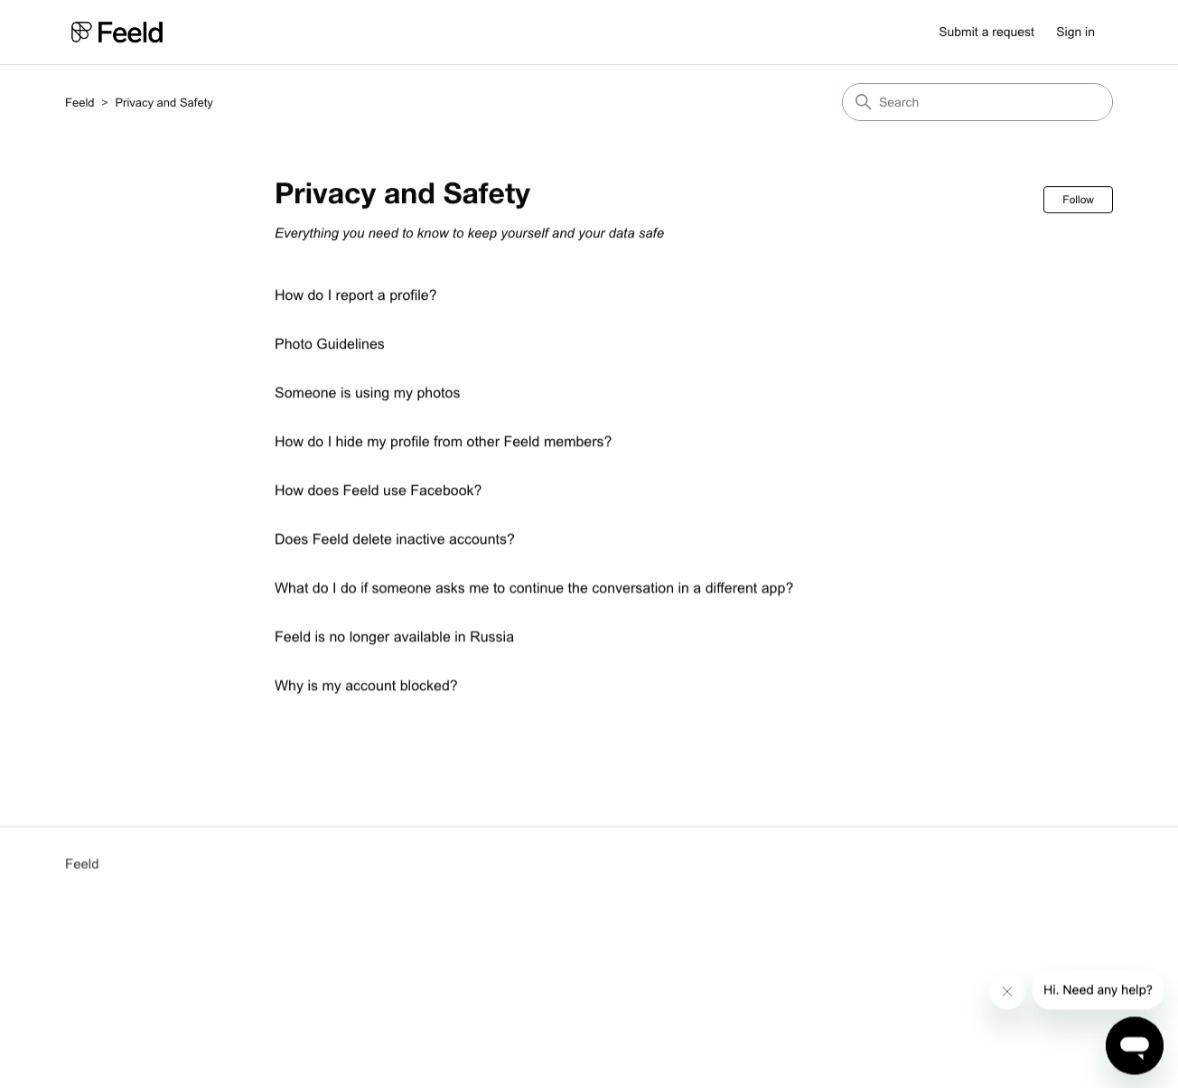 Feeld
Submit a request
Sign in
Feeld > Privacy and Safety
Search
Privacy and Safety
Follow
Everything you need to know to keep yourself and your data safe
How do I report a profile?
Photo Guidelines
Someone is using my photos
How do I hide my profile from other Feeld members?
How does Feeld use Facebook?
Does Feeld delete inactive accounts?
What do I do if someone asks me to continue the conversation in a different app?
Feeld is no longer available in Russia
Why is my account blocked?
Feeld
Hi. Need any help?